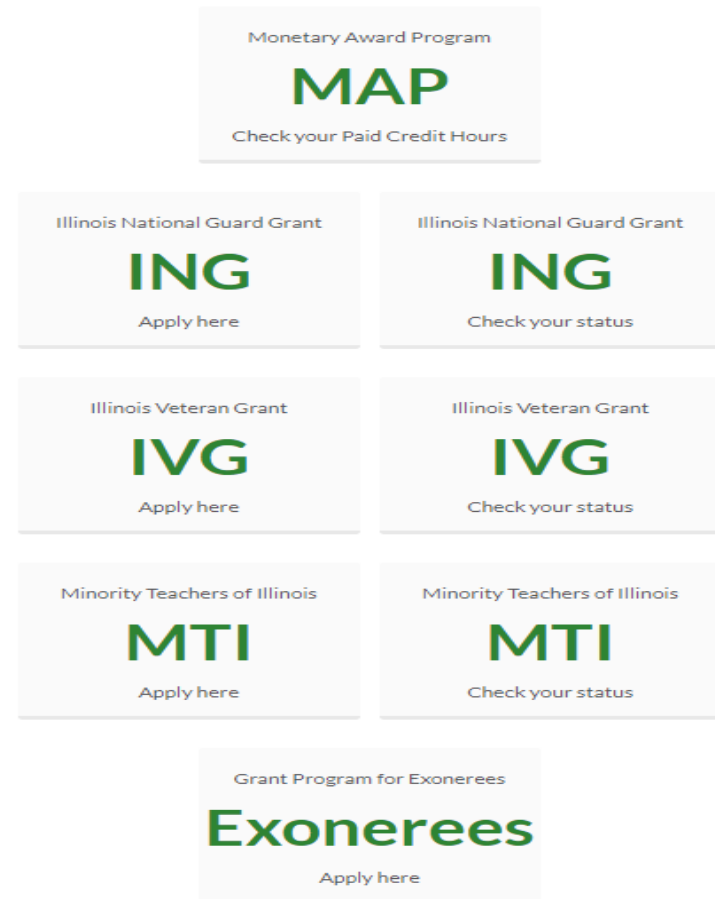 Monetary Award Program
MAP
Check your Paid Credit Hours
Illinois National Guard Grant
ING
Apply here
Illinois National Guard Grant
ING
Check your status
Illinois Veteran Grant
IVG
Apply here
Illinois Veteran Grant
IVG
Check your status
Minority Teachers of Illinois
MTI
Apply here
Minority Teachers of Illinois
MTI
Check your status
Grant Program for Exonerees
Exonerees
Apply here